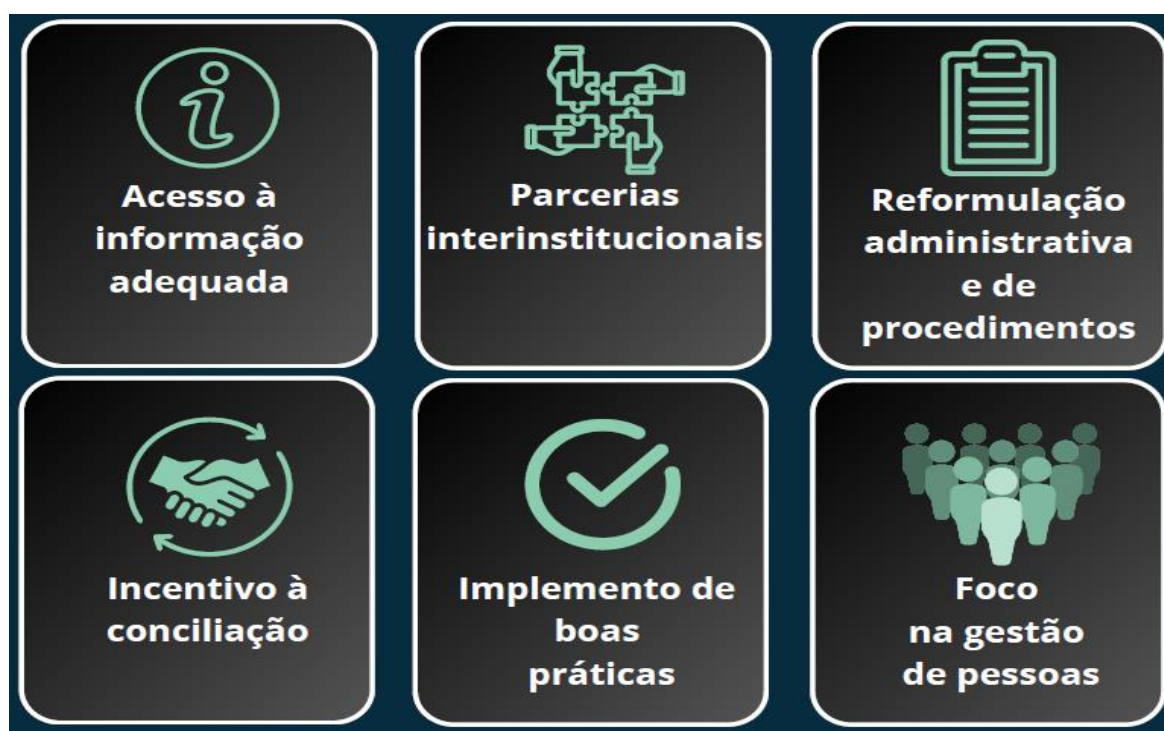 Acesso à
informação
adequada
Parcerias
interinstitucionais
Reformulação
administrativa
e de
procedimentos
Incentivo à
conciliação
Implemento de
boas
práticas
Foco
na gestão
de pessoas